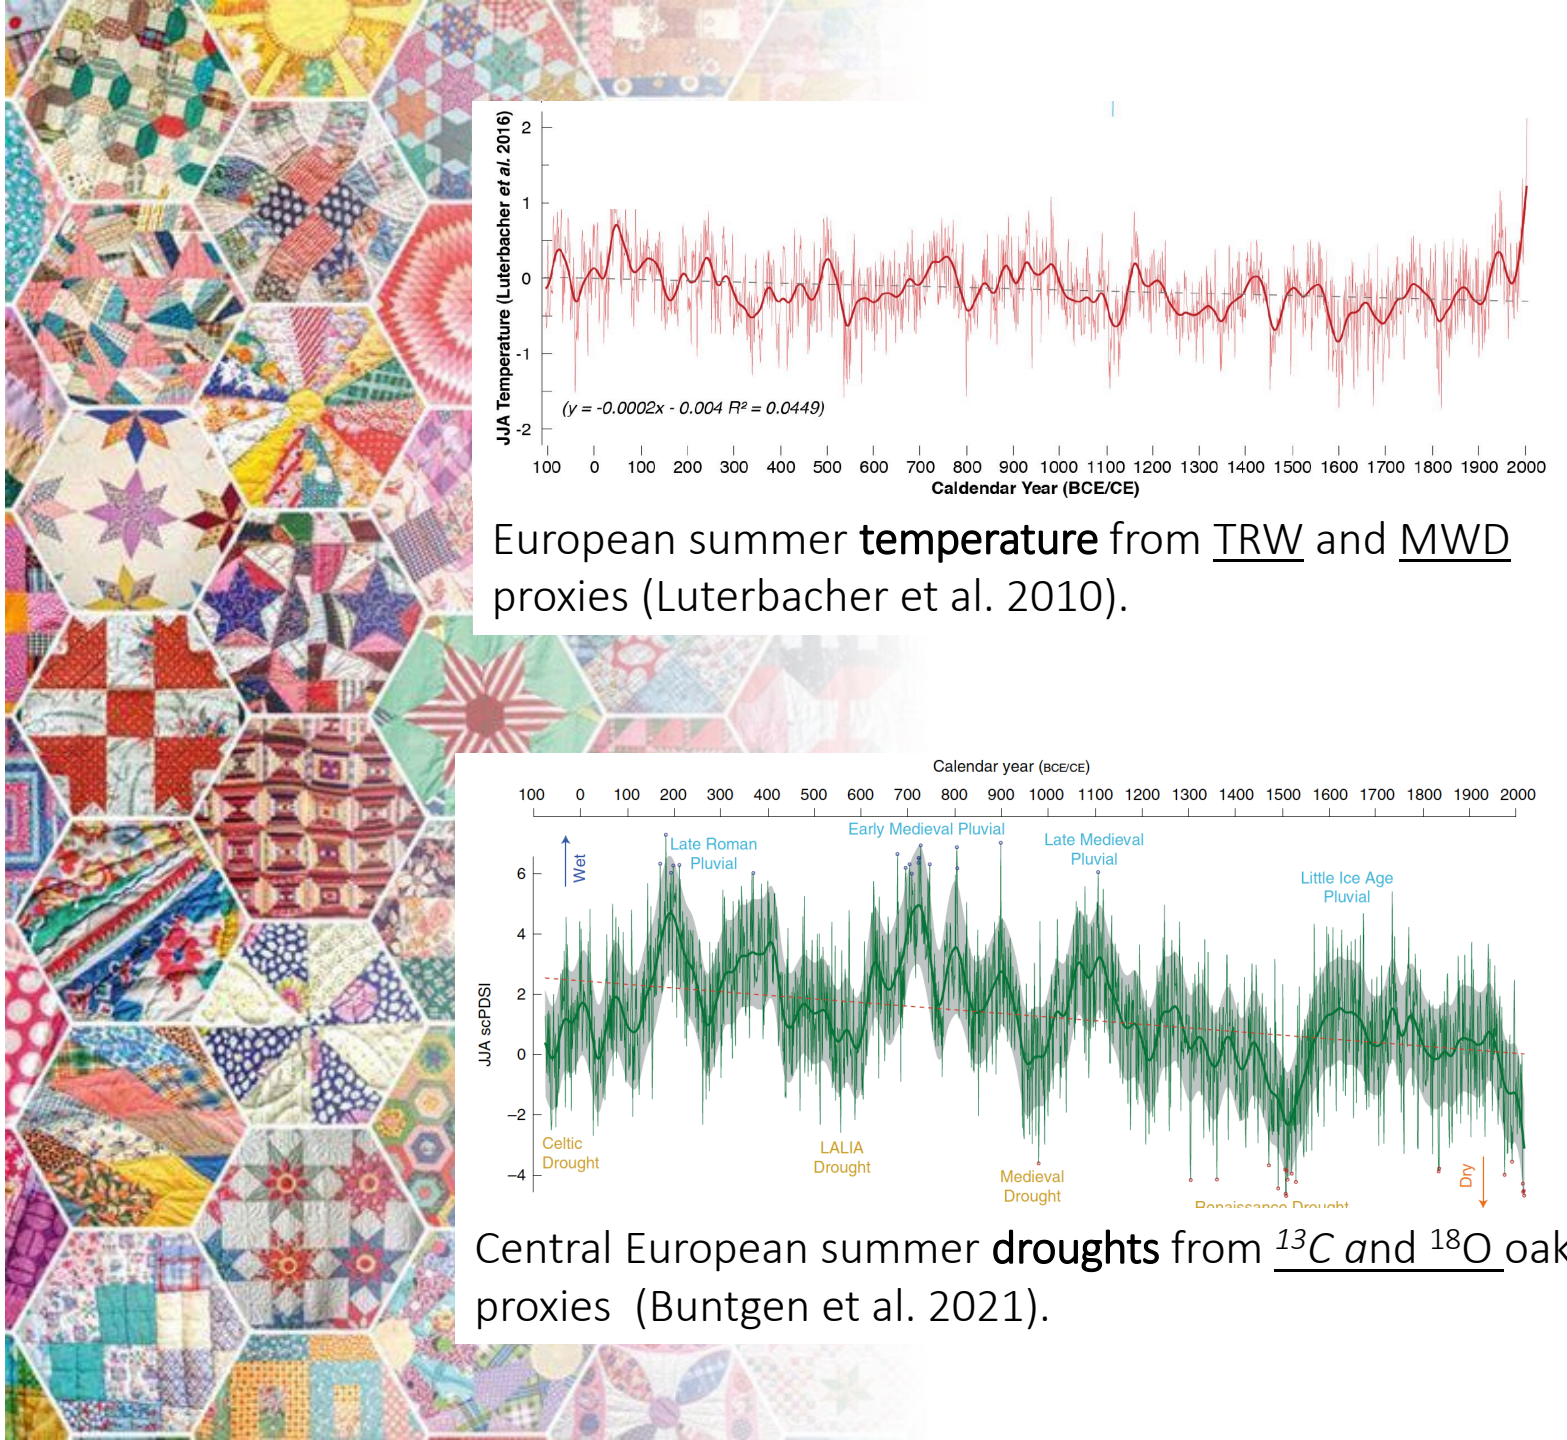 JJA Temperature (Luterbacher et al. 2016)
2
1
0
-1
-2
(y = -0.0002x - 0.004 R² = 0.0449)
100 0 100 200 300 400 500 600 700 800 900 1000 1100 1200 1300 1400 1500 1600 1700 1800 1900 2000
Caldendar Year (BCE/CE)
European summer temperature from TRW and MWD
proxies (Luterbacher et al. 2010).
Calendar year (BCE/CE)
100 0 100 200 300 400 500 600 700 800 900 1000 1100 1200 1300 1400 1500 1600 1700 1800 1900 2000
Wet
Late Roman
Pluvial
Early Medieval Pluvial
Late Medieval
Pluvial
Little Ice Age
Pluvial
JJA scPDSI
6
4
2
0
–2
–4
Celtic
Drought
LALIA
Drought
Medieval
Drought
Renaissance Drought
Dry
Central European summer droughts from ¹³C and ¹⁸O oak
proxies (Buntgen et al. 2021).